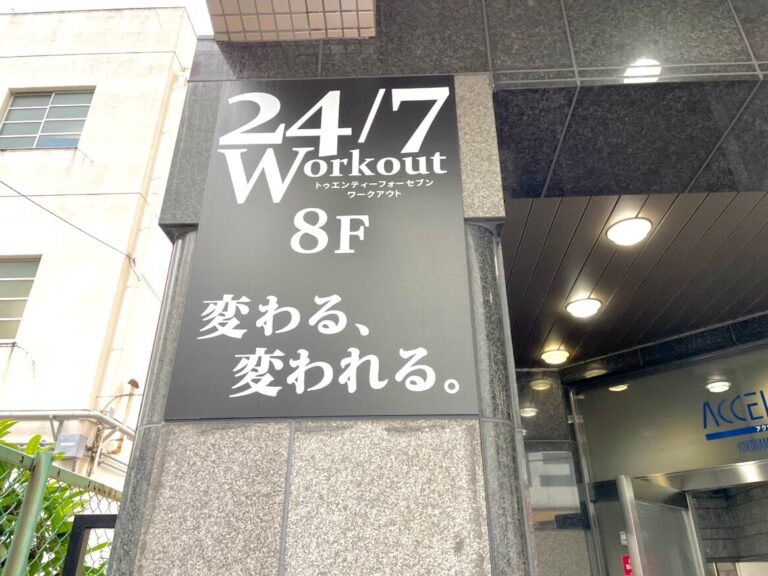 24/7
Workout
トゥエンティーフォーセブン
ワークアウト
8F
変わる、
変われる。